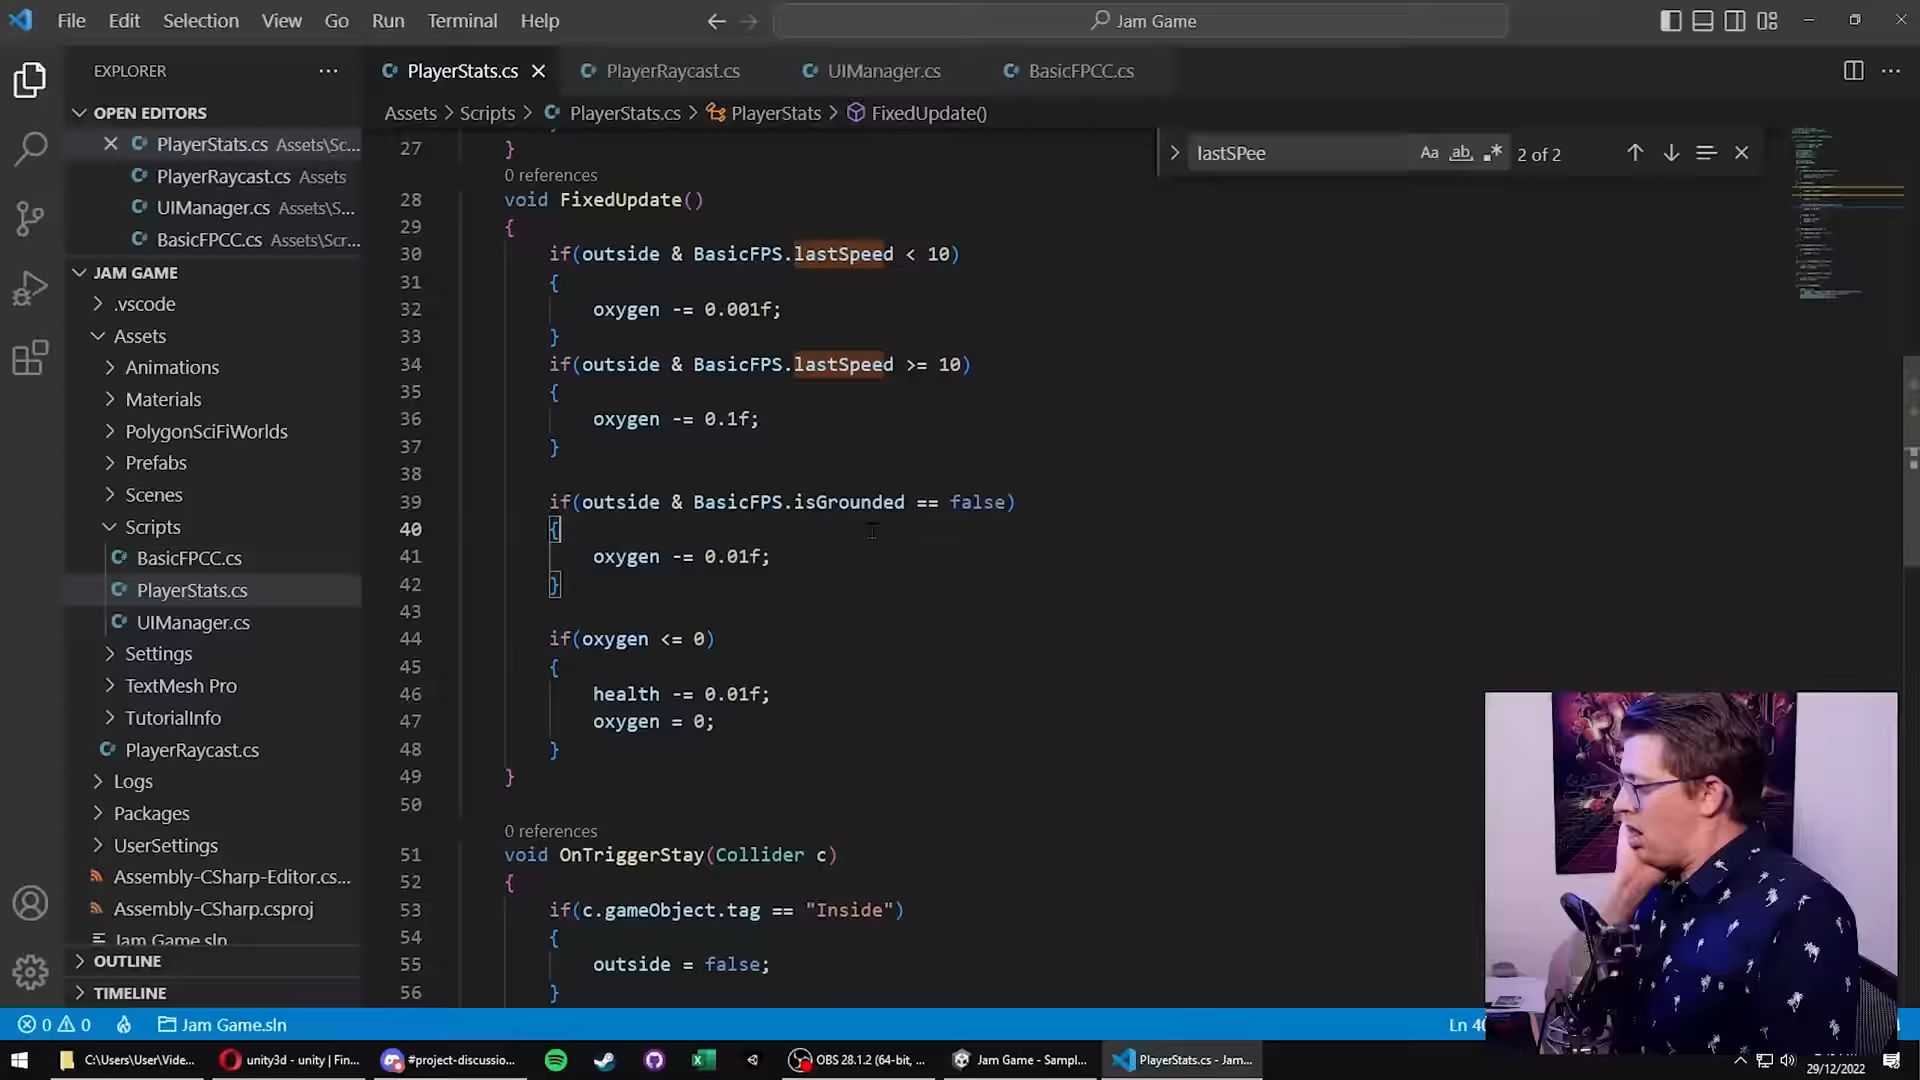 File Edit Selection View Go Run Terminal Help
Jam Game
EXPLORER
PlayerStats.cs
PlayerRaycast.cs
UIManager.cs
BasicFPCC.cs
OPEN EDITORS
PlayerStats.cs Assets\Sc...
PlayerRaycast.cs Assets
UIManager.cs Assets\S...
BasicFPCC.cs Assets\Scr...
JAM GAME
.vscode
Assets
Animations
Materials
PolygonSciFiWorlds
Prefabs
Scenes
Scripts
BasicFPCC.cs
PlayerStats.cs
UIManager.cs
Settings
TextMesh Pro
TutorialInfo
PlayerRaycast.cs
Logs
Packages
UserSettings
Assembly-CSharp-Editor.cs...
Assembly-CSharp.csproj
Jam Game.sln
OUTLINE
TIMELINE
Assets > Scripts > PlayerStats.cs > PlayerStats > FixedUpdate()
lastSPee Aa ab 2 of 2
27 }
0 references
28 void FixedUpdate()
29 {
30 if(outside & BasicFPS.lastSpeed < 10)
31 {
32 oxygen -= 0.001f;
33 }
34 if(outside & BasicFPS.lastSpeed >= 10)
35 {
36 oxygen -= 0.1f;
37 }
38
39 if(outside & BasicFPS.isGrounded == false)
40 {
41 oxygen -= 0.01f;
42 }
43
44 if(oxygen <= 0)
45 {
46 health -= 0.01f;
47 oxygen = 0;
48 }
49 }
50
0 references
51 void OnTriggerStay(Collider c)
52 {
53 if(c.gameObject.tag == "Inside")
54 {
55 outside = false;
56 }
0 0 Jam Game.sln
C:\Users\User\Vide... unity3d - unity | Fin... #project-discussio... OBS 28.1.2 (64-bit, ... Jam Game - Sampl... PlayerStats.cs - Jam...
29/12/2022